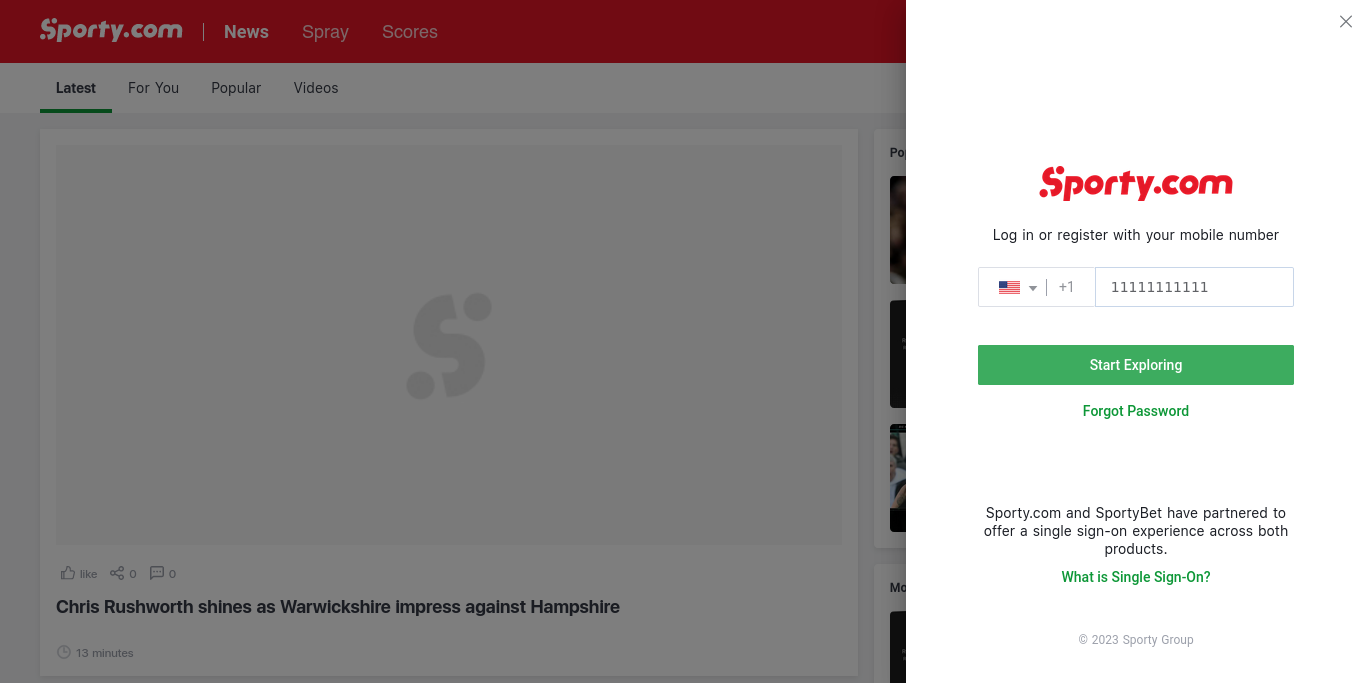 Sporty.com
News
Spray
Scores
Latest
For You
Popular
Videos
like
0
0
Chris Rushworth shines as Warwickshire impress against Hampshire
13 minutes
Sporty.com
Log in or register with your mobile number
+1
11111111111
Start Exploring
Forgot Password
Sporty.com and SportyBet have partnered to
offer a single sign-on experience across both
products.
What is Single Sign-On?
© 2023 Sporty Group